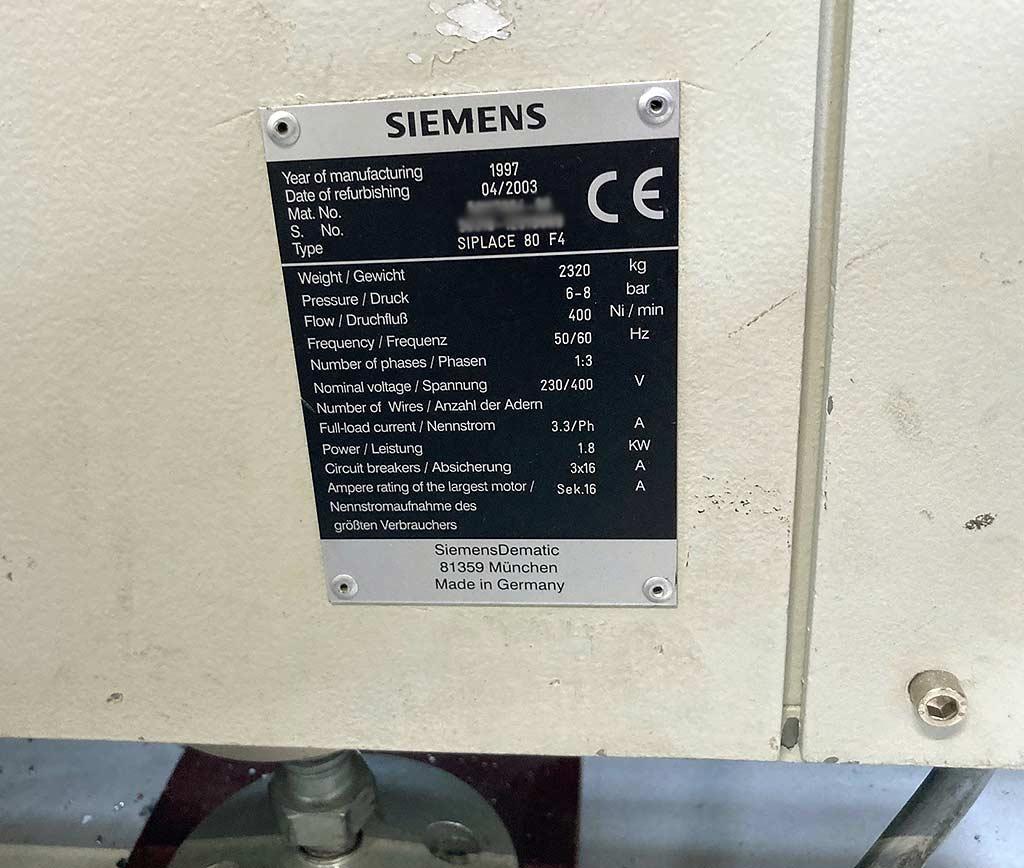 SIEMENS
Year of manufacturing 1997
Date of refurbishing 04/2003
Mat. No.
S. No.
Type SIPLACE 80 F4
CE
Weight / Gewicht 2320 kg
Pressure / Druck 6-8 bar
Flow / Druchfluß 400 Ni / min
Frequency / Frequenz 50/60 Hz
Number of phases / Phasen 1:3
Nominal voltage / Spannung 230/400 V
Number of Wires / Anzahl der Adern
Full-load current / Nennstrom 3.3/Ph A
Power / Leistung 1.8 KW
Circuit breakers / Absicherung 3x16 A
Ampere rating of the largest motor / Sek.16 A
Nennstromaufnahme des
größten Verbrauchers
SiemensDematic
81359 München
Made in Germany